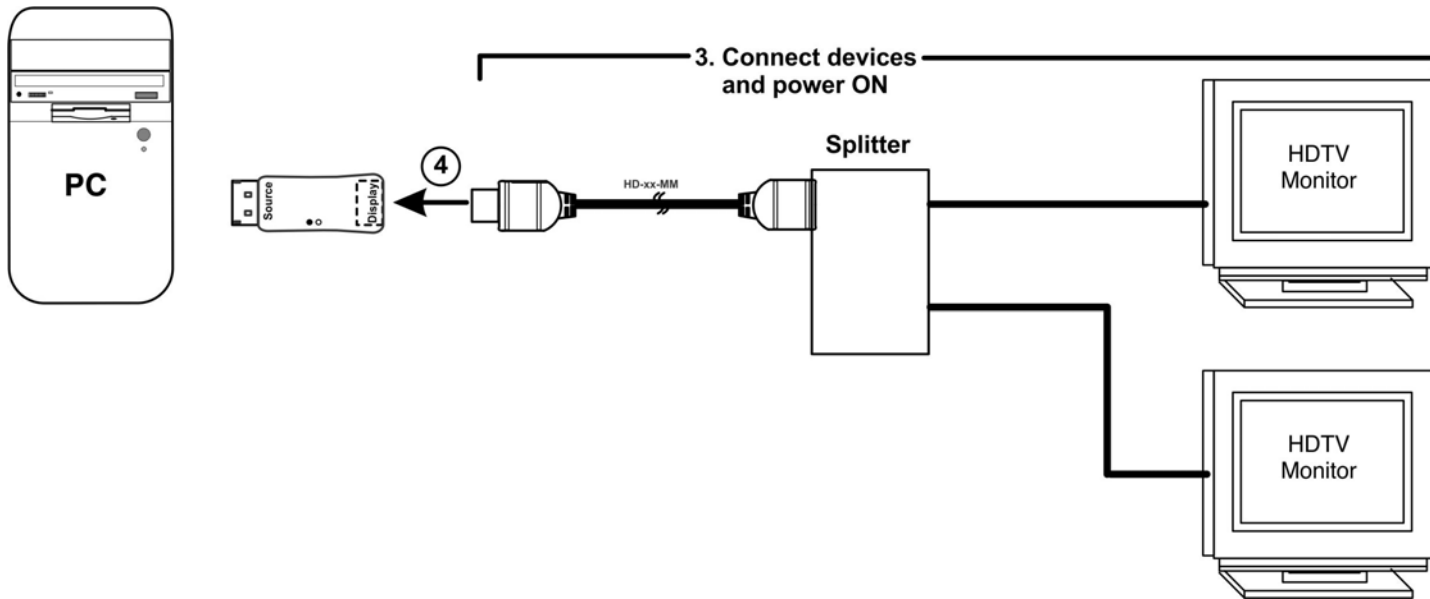 3. Connect devices
and power ON
PC
Source
Display
4
HD-xx-MM
Splitter
HDTV
Monitor
HDTV
Monitor